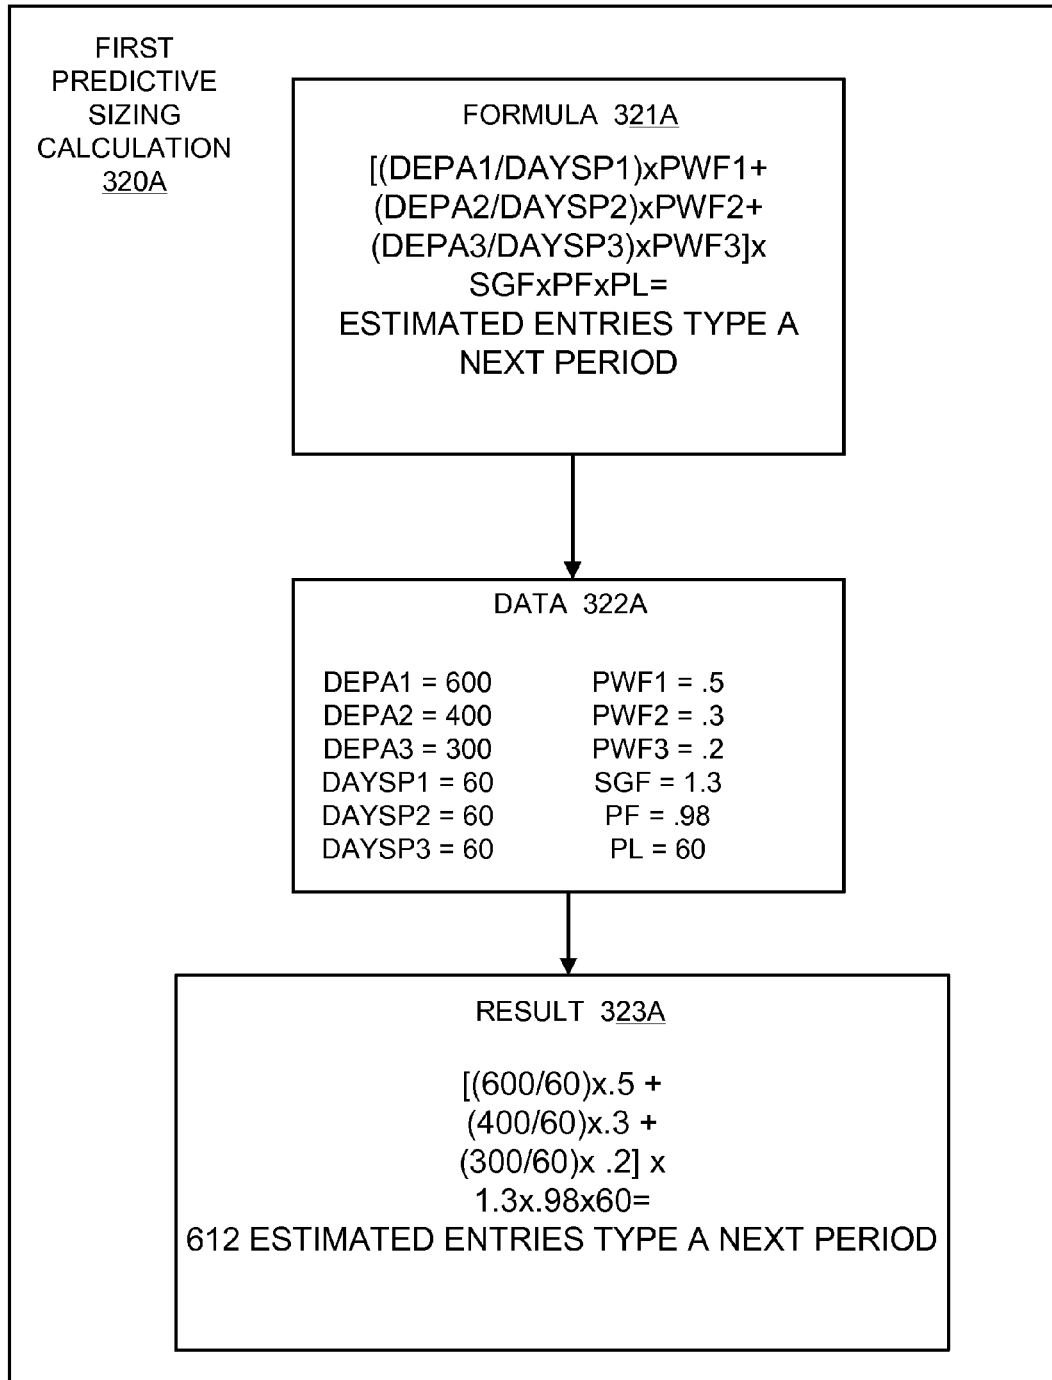 FIRST
PREDICTIVE
SIZING
CALCULATION
320A
FORMULA 321A
[(DEPA1/DAYSP1)xPWF1+
(DEPA2/DAYSP2)xPWF2+
(DEPA3/DAYSP3)xPWF3]x
SGFxPFxPL=
ESTIMATED ENTRIES TYPE A
NEXT PERIOD
DATA 322A
DEPA1 = 600 PWF1 = .5
DEPA2 = 400 PWF2 = .3
DEPA3 = 300 PWF3 = .2
DAYSP1 = 60 SGF = 1.3
DAYSP2 = 60 PF = .98
DAYSP3 = 60 PL = 60
RESULT 323A
[(600/60)x.5 +
(400/60)x.3 +
(300/60)x .2] x
1.3x.98x60=
612 ESTIMATED ENTRIES TYPE A NEXT PERIOD